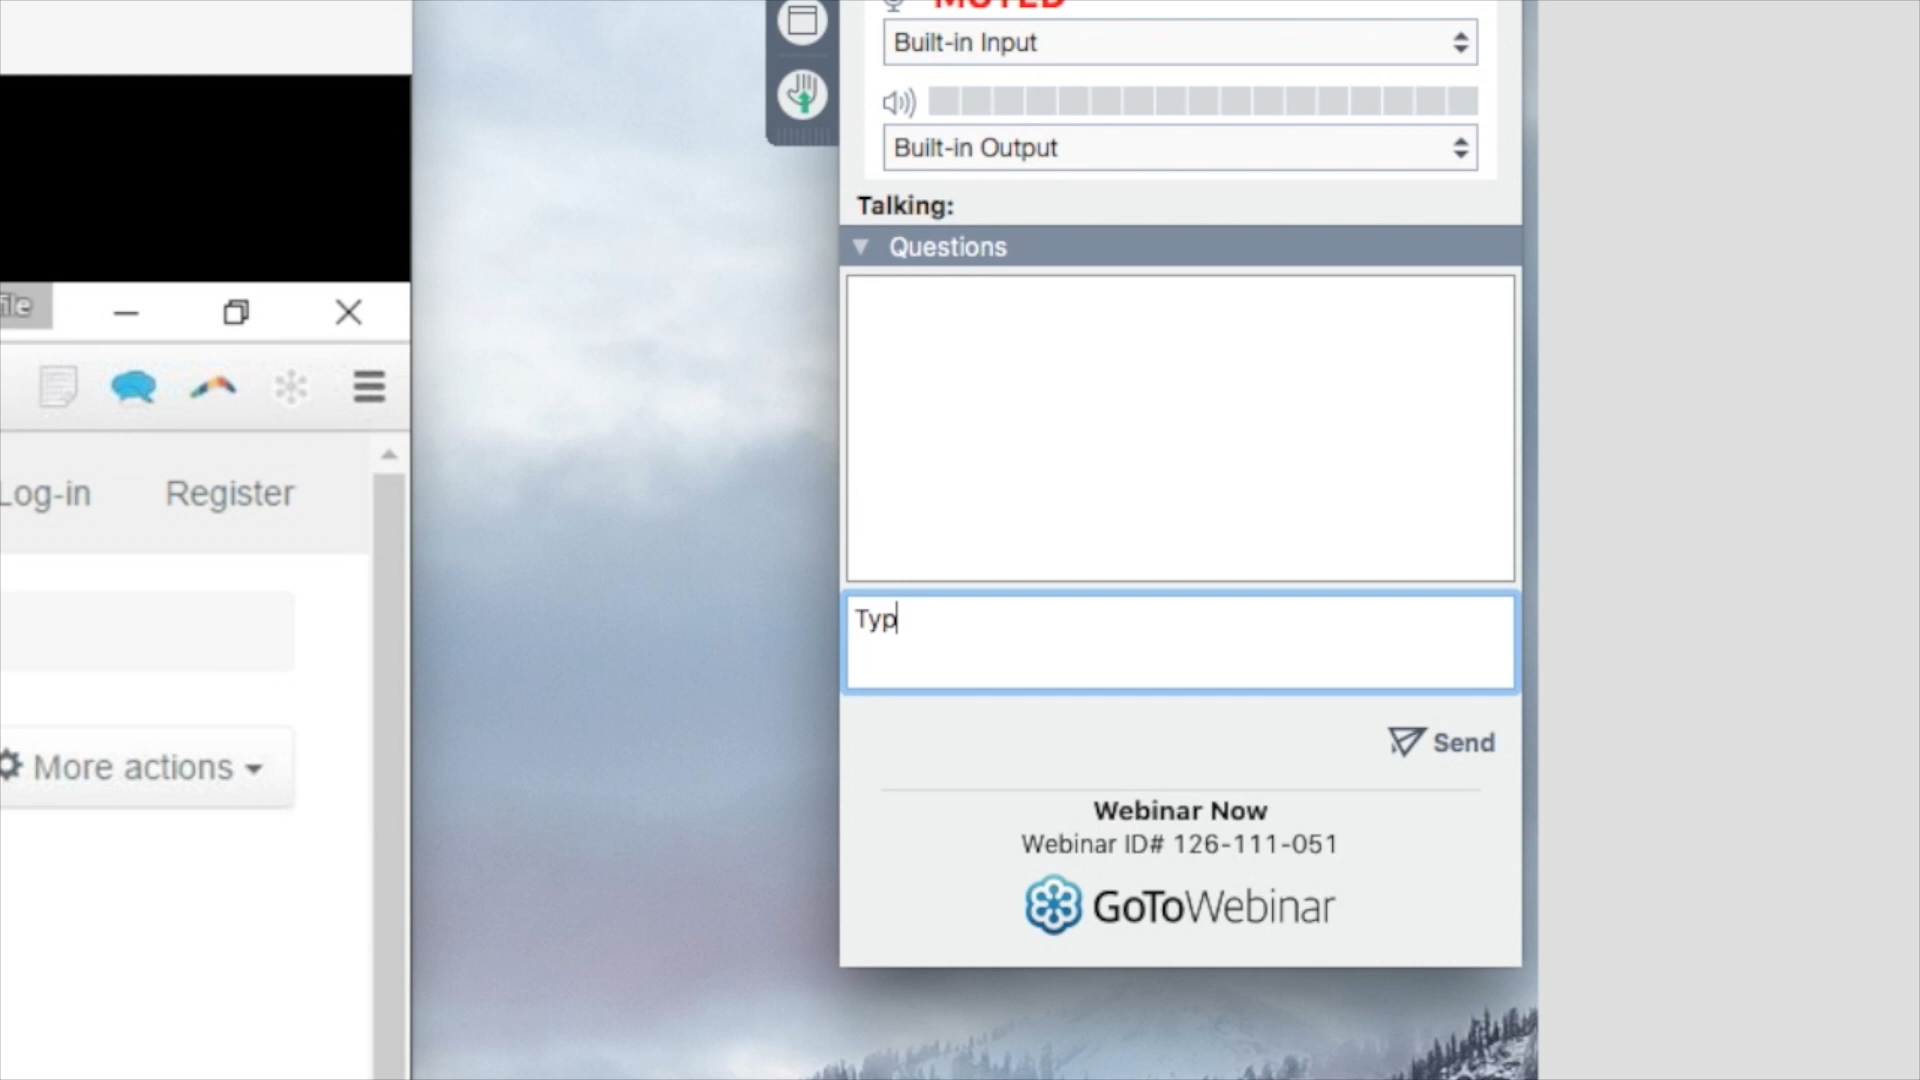 MUTED
Built-in Input
Built-in Output
Talking:
Questions
Typ
Send
Webinar Now
Webinar ID# 126-111-051
GoToWebinar
file
Log-in
Register
More actions